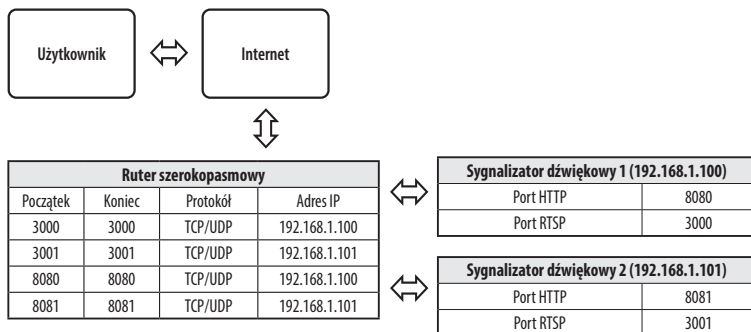 Użytkownik
Internet
Ruter szerokopasmowy
Początek Koniec Protokół Adres IP
3000 3000 TCP/UDP 192.168.1.100
3001 3001 TCP/UDP 192.168.1.101
8080 8080 TCP/UDP 192.168.1.100
8081 8081 TCP/UDP 192.168.1.101
Sygnalizator dźwiękowy 1 (192.168.1.100)
Port HTTP 8080
Port RTSP 3000
Sygnalizator dźwiękowy 2 (192.168.1.101)
Port HTTP 8081
Port RTSP 3001